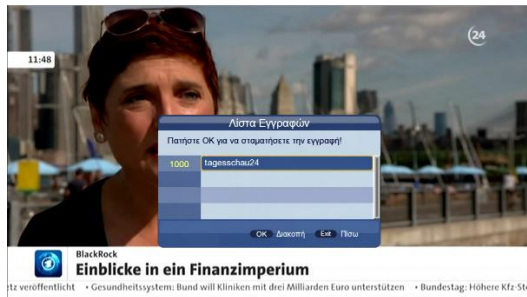 24
11:48
Λίστα Εγγραφών
Πατήστε OK για να σταματήσετε την εγγραφή!
1000 tagesschau24
OK Διακοπή Exit Πίσω
BlackRock
Einblicke in ein Finanzimperium
tz veröffentlicht • Gesundheitssystem: Bund will Kliniken mit drei Milliarden Euro unterstützen • Bundestag: Höhere Kfz-St